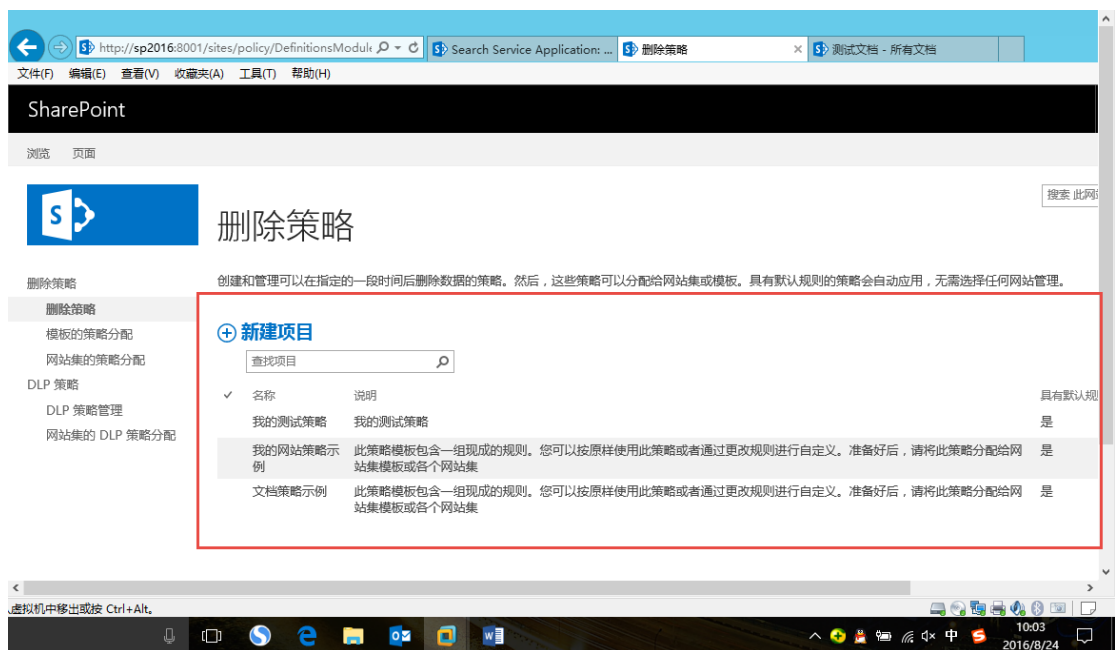 http://sp2016:8001/sites/policy/DefinitionsModule
Search Service Application: ...
删除策略
测试文档 - 所有文档
文件(F) 编辑(E) 查看(V) 收藏夹(A) 工具(T) 帮助(H)
SharePoint
浏览 页面
搜索 此网
删除策略
创建和管理可以在指定的一段时间后删除数据的策略。然后，这些策略可以分配给网站集或模板。具有默认规则的策略会自动应用，无需选择任何网站管理。
删除策略
删除策略
模板的策略分配
网站集的策略分配
DLP 策略
DLP 策略管理
网站集的 DLP 策略分配
新建项目
查找项目
名称 说明 具有默认规
我的测试策略 我的测试策略 是
我的网站策略示 此策略模板包含一组现成的规则。您可以按原样使用此策略或者通过更改规则进行自定义。准备好后，请将此策略分配给网 是
例 站集模板或各个网站集
文档策略示例 此策略模板包含一组现成的规则。您可以按原样使用此策略或者通过更改规则进行自定义。准备好后，请将此策略分配给网 是
站集模板或各个网站集
虚拟机中移出或按 Ctrl+Alt。
中
10:03
2016/8/24